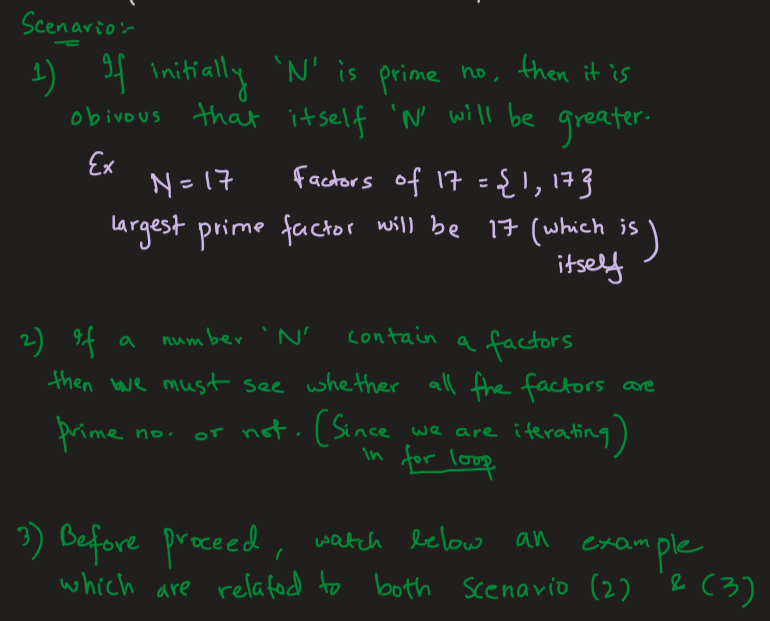 Scenario:-
1) If initially 'N' is prime no. then it is
obivous that itself 'N' will be greater.
Ex N = 17 Factors of 17 = {1, 17}
largest prime factor will be 17 (which is
itself)
2) If a number 'N' contain a factors
then we must see whether all the factors are
prime no. or not. (Since we are iterating)
in for loop
3) Before proceed, watch below an example
which are related to both Scenario (2) & (3)